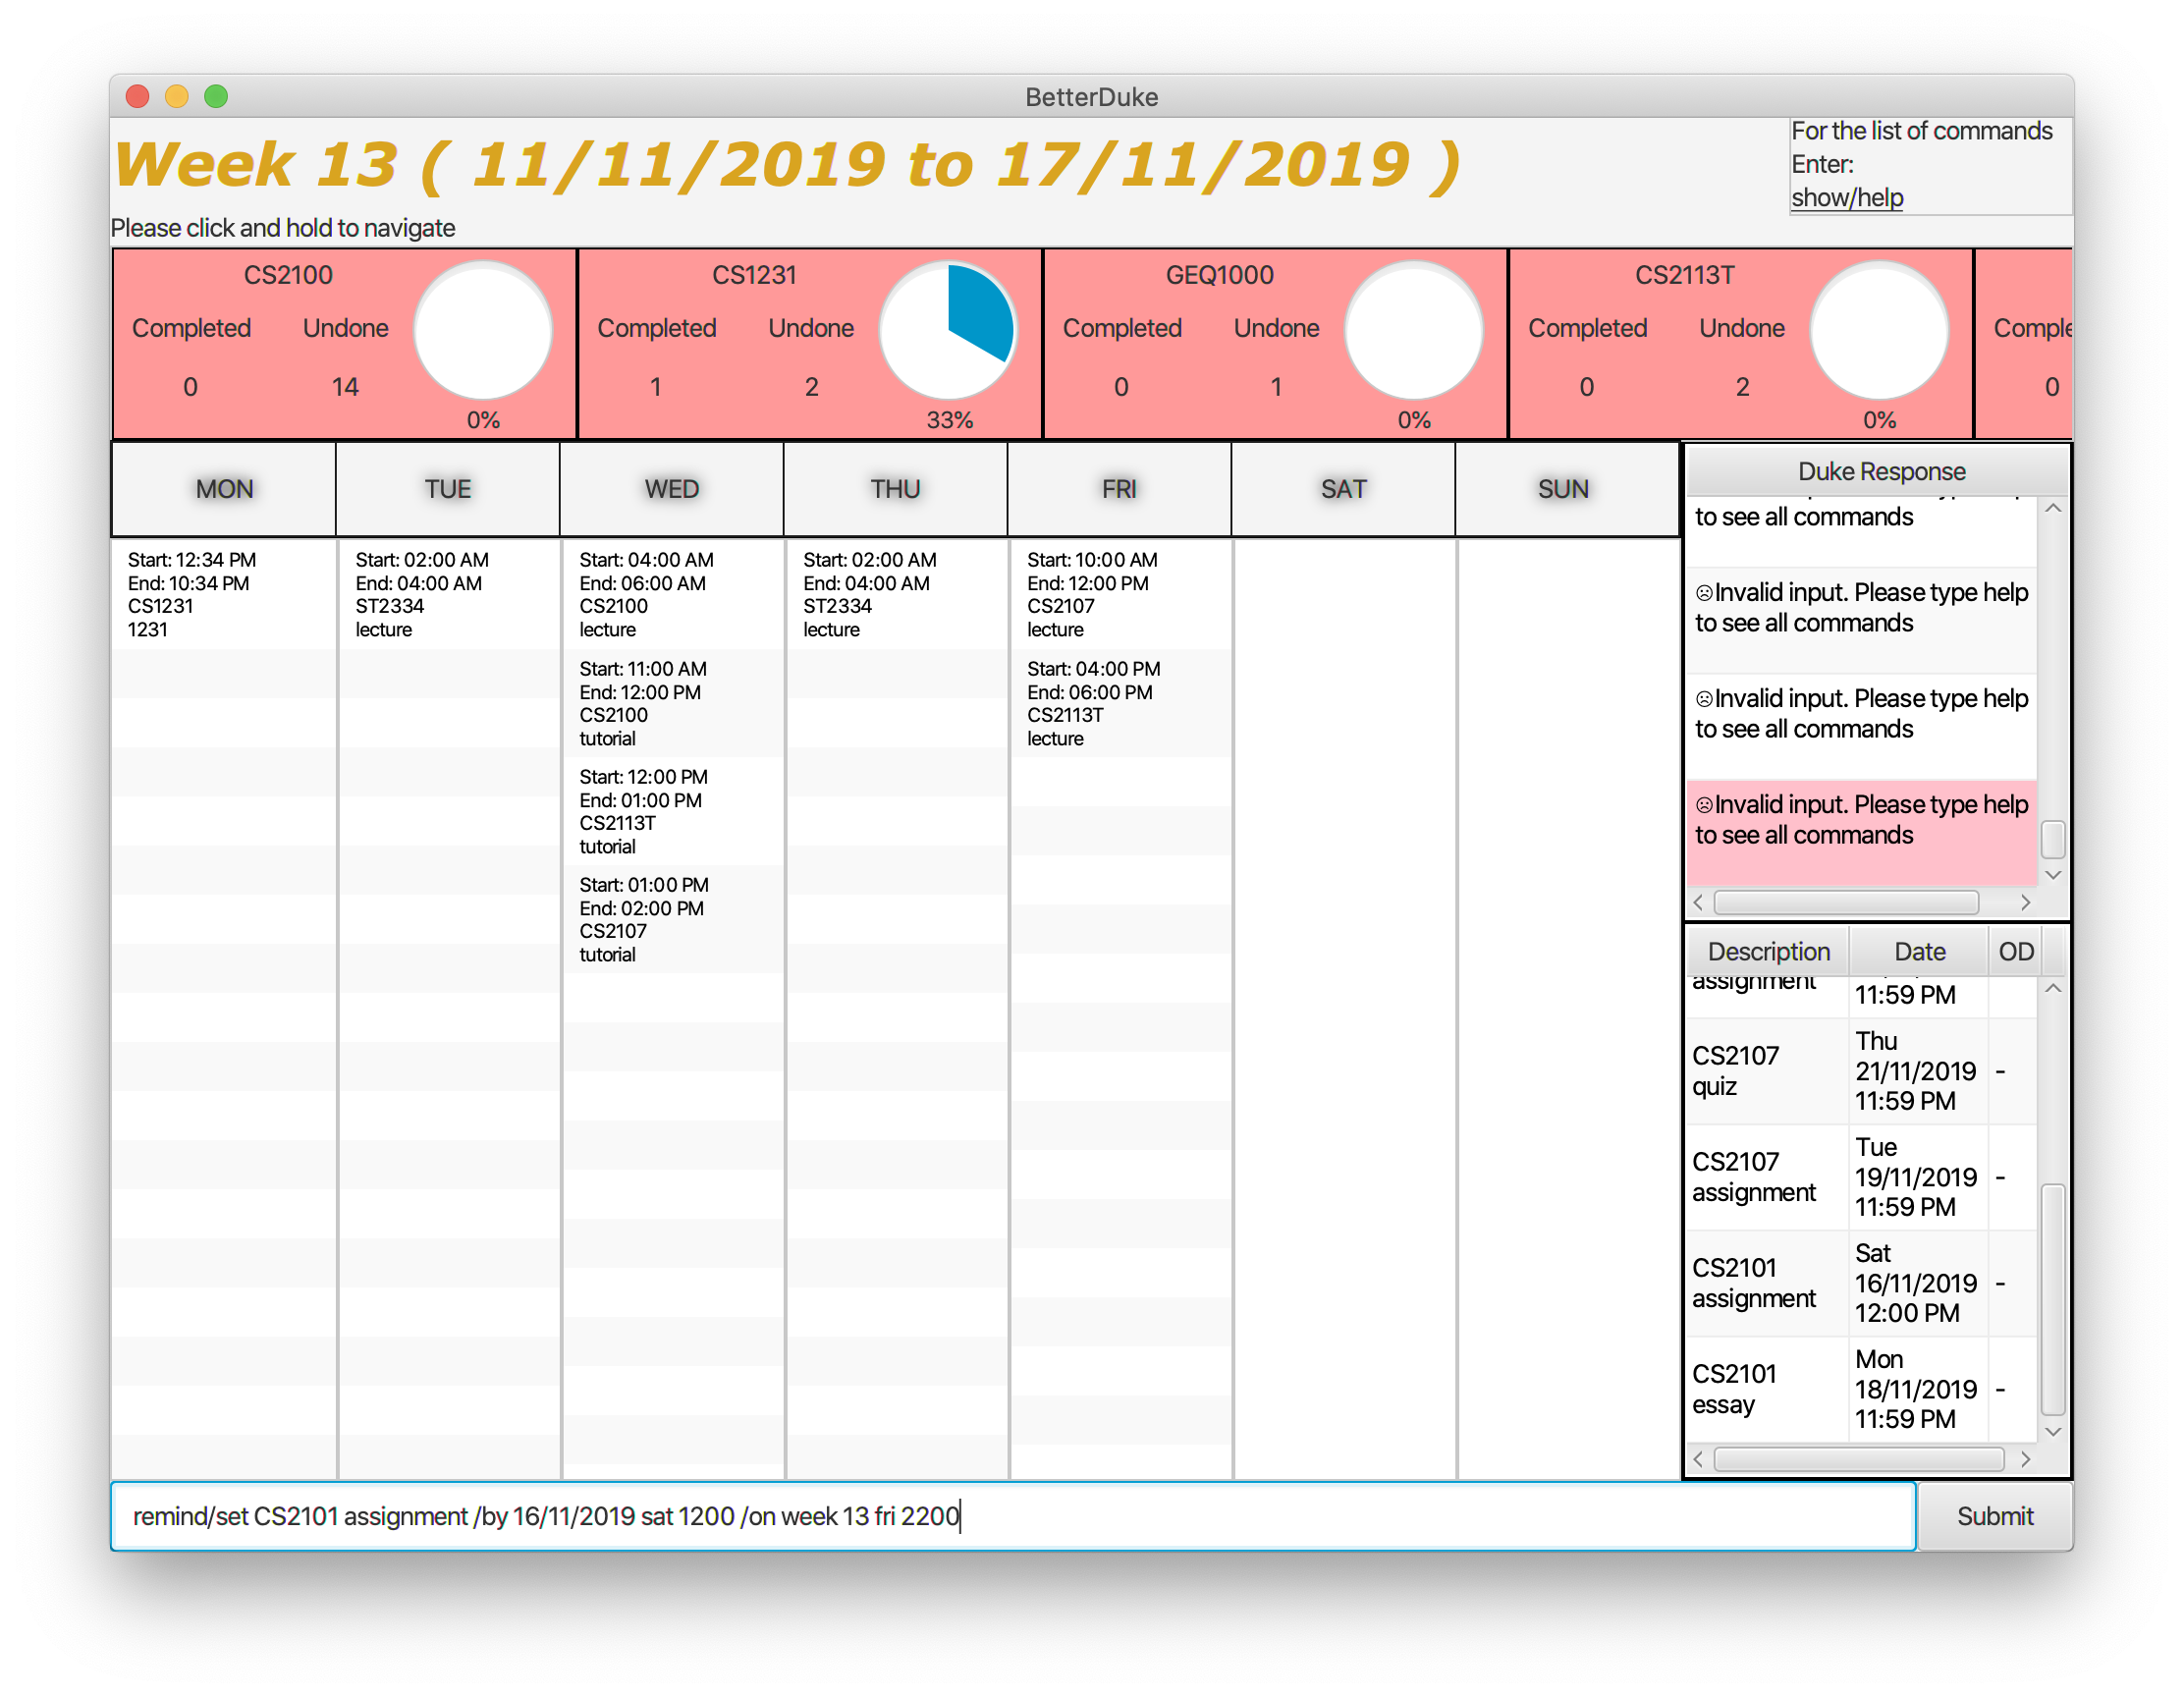 BetterDuke
Week 13 ( 11/11/2019 to 17/11/2019 )
For the list of commands
Enter:
show/help
Please click and hold to navigate
CS2100
Completed Undone
0 14
0%
CS1231
Completed Undone
1 2
33%
GEQ1000
Completed Undone
0 1
0%
CS2113T
Completed Undone
0 2
0%
0
MON TUE WED THU FRI SAT SUN
Start: 12:34 PM
End: 10:34 PM
CS1231
1231
Start: 02:00 AM
End: 04:00 AM
ST2334
lecture
Start: 04:00 AM
End: 06:00 AM
CS2100
lecture
Start: 11:00 AM
End: 12:00 PM
CS2100
tutorial
Start: 12:00 PM
End: 01:00 PM
CS2113T
tutorial
Start: 01:00 PM
End: 02:00 PM
CS2107
tutorial
Start: 02:00 AM
End: 04:00 AM
ST2334
lecture
Start: 10:00 AM
End: 12:00 PM
CS2107
lecture
Start: 04:00 PM
End: 06:00 PM
CS2113T
lecture
Duke Response
to see all commands
☹Invalid input. Please type help
to see all commands
☹Invalid input. Please type help
to see all commands
☹Invalid input. Please type help
to see all commands
Description Date OD
assignment
11:59 PM
CS2107
quiz
Thu
21/11/2019
11:59 PM
-
CS2107
assignment
Tue
19/11/2019
11:59 PM
-
CS2101
assignment
Sat
16/11/2019
12:00 PM
-
CS2101
essay
Mon
18/11/2019
11:59 PM
-
remind/set CS2101 assignment /by 16/11/2019 sat 1200 /on week 13 fri 2200
Submit